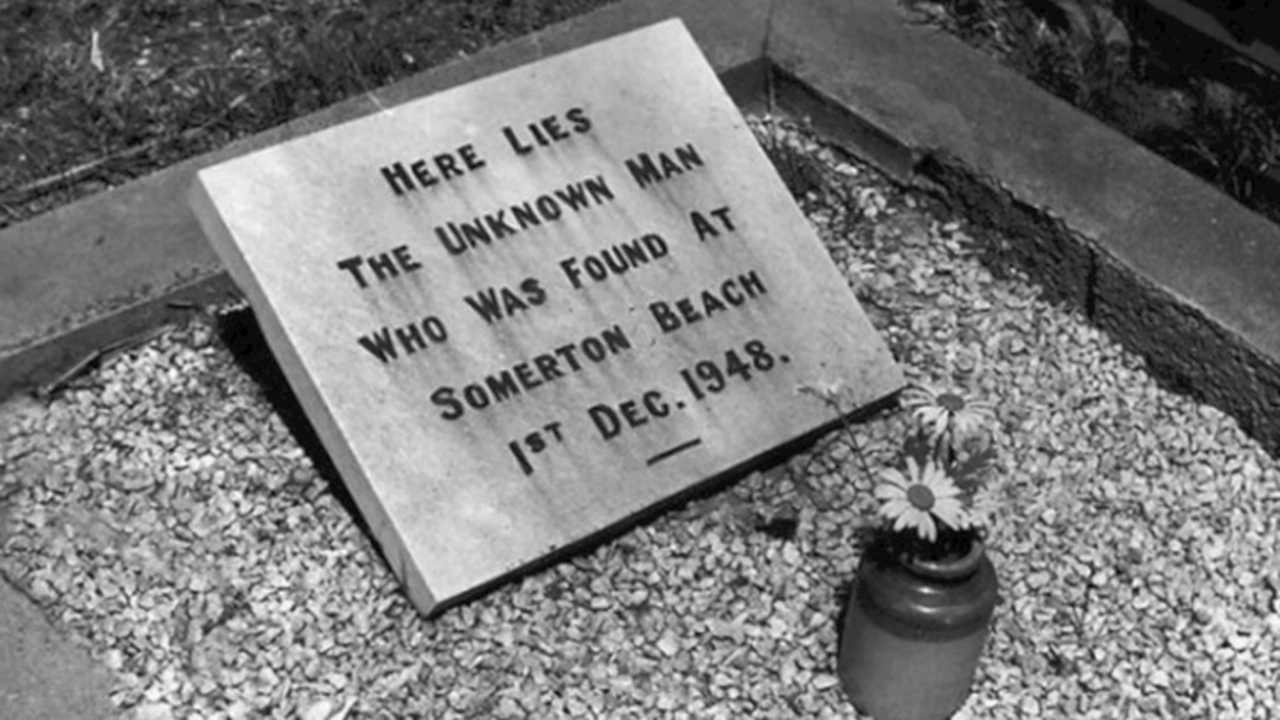 HERE LIES
THE UNKNOWN MAN
WHO WAS FOUND AT
SOMERTON BEACH
1ST DEC. 1948.